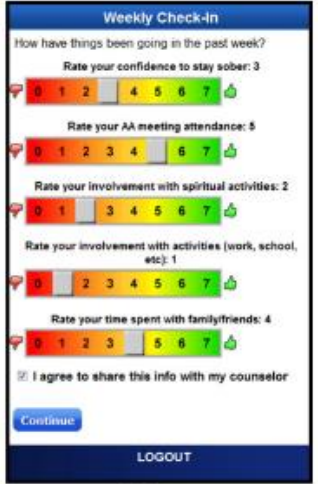 Weekly Check-in
How have things been going in the past week?
Rate your confidence to stay sober: 3
0 1 2 4 5 6 7
Rate your AA meeting attendance: 5
0 1 2 3 4 6 7
Rate your involvement with spiritual activities: 2
0 1 3 4 5 6 7
Rate your involvement with activities (work, school,
etc): 1
0 2 3 4 5 6 7
Rate your time spent with family/friends: 4
0 1 2 3 5 6 7
I agree to share this info with my counselor
Continue
LOGOUT